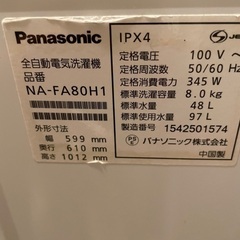 Panasonic
全自動電気洗濯機
品番
NA-FA80H1
外形寸法
幅 599 mm
奥行 610 mm
高さ 1012 mm
IPX4
定格電圧 100 V~
定格周波数 50/60 Hz
定格消費電力 345 W
標準洗濯容量 8.0 kg
標準水量 48 L
標準使用水量 97 L
製造番号 1542501574
パナソニック株式会社
中国製